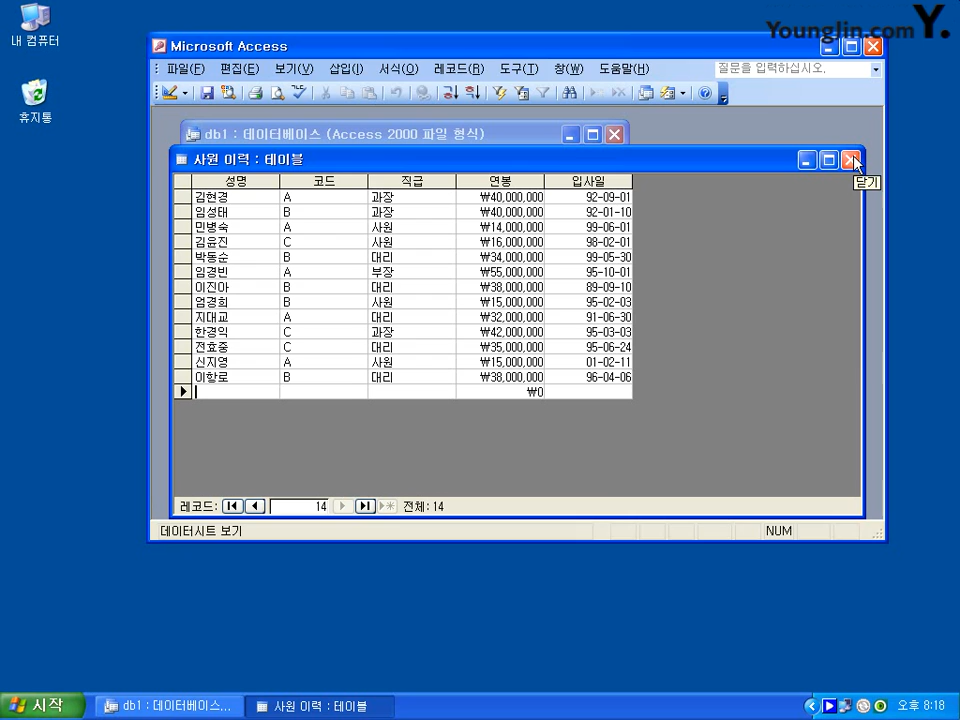 Younglin.com Y.
내 컴퓨터
휴지통
Microsoft Access
파일(F) 편집(E) 보기(V) 삽입(I) 서식(O) 레코드(R) 도구(T) 창(W) 도움말(H) 질문을 입력하십시오.
db1 : 데이터베이스 (Access 2000 파일 형식)
사원 이력 : 테이블
닫기
성명 코드 직급 연봉 입사일
김현경 A 과장 ₩40,000,000 92-09-01
임성태 B 과장 ₩40,000,000 92-01-10
민병숙 A 사원 ₩14,000,000 99-06-01
김윤진 C 사원 ₩16,000,000 98-02-01
박동순 B 대리 ₩34,000,000 99-05-30
임경빈 A 부장 ₩55,000,000 95-10-01
이진아 B 대리 ₩38,000,000 89-09-10
엄경희 B 사원 ₩15,000,000 95-02-03
지대교 A 대리 ₩32,000,000 91-06-30
한경익 C 과장 ₩42,000,000 95-03-03
전효중 C 대리 ₩35,000,000 95-06-24
신지영 A 사원 ₩15,000,000 01-02-11
이항로 B 대리 ₩38,000,000 96-04-06
₩0
레코드: 14 전체: 14
데이터시트 보기 NUM
시작 db1 : 데이터베이스... 사원 이력 : 테이블 오후 8:18